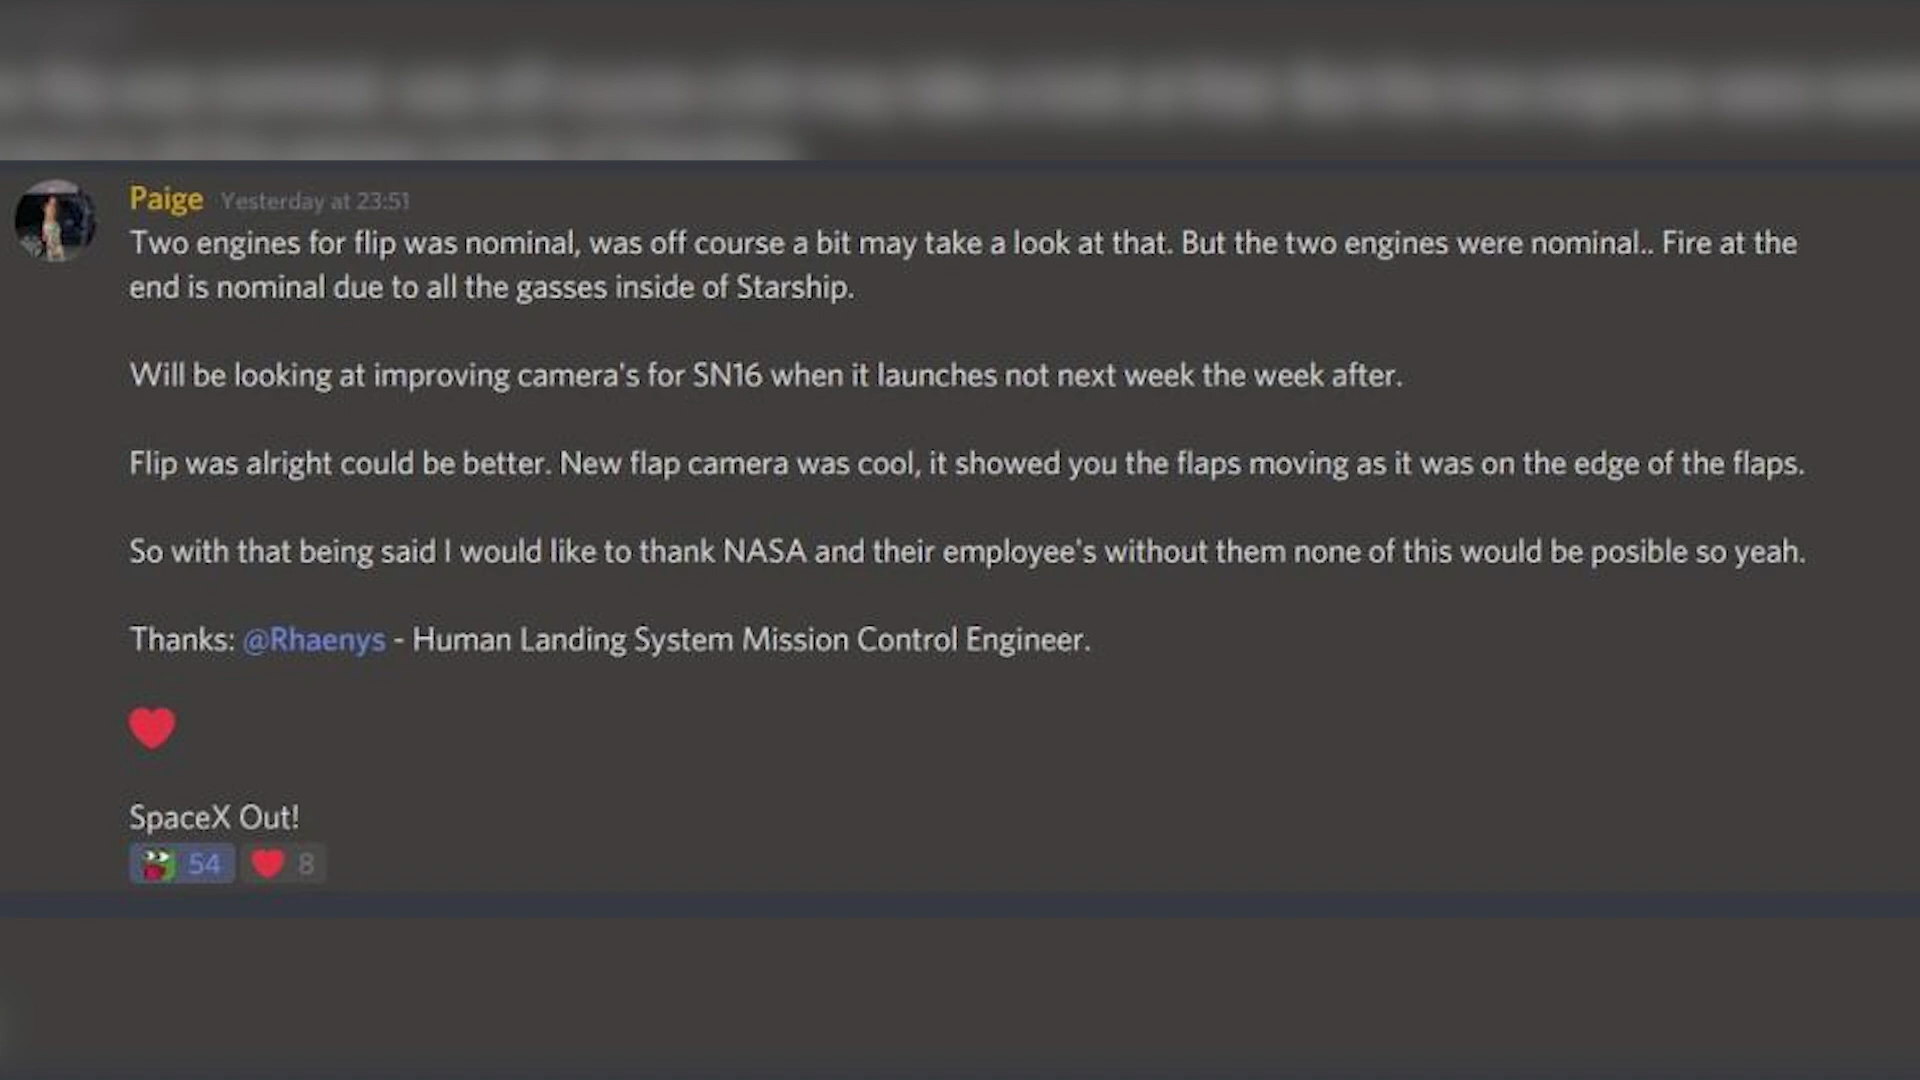 Paige Yesterday at 23:51
Two engines for flip was nominal, was off course a bit may take a look at that. But the two engines were nominal.. Fire at the
end is nominal due to all the gasses inside of Starship.
Will be looking at improving camera's for SN16 when it launches not next week the week after.
Flip was alright could be better. New flap camera was cool, it showed you the flaps moving as it was on the edge of the flaps.
So with that being said I would like to thank NASA and their employee's without them none of this would be posible so yeah.
Thanks: @Rhaenys - Human Landing System Mission Control Engineer.
SpaceX Out!
54 8